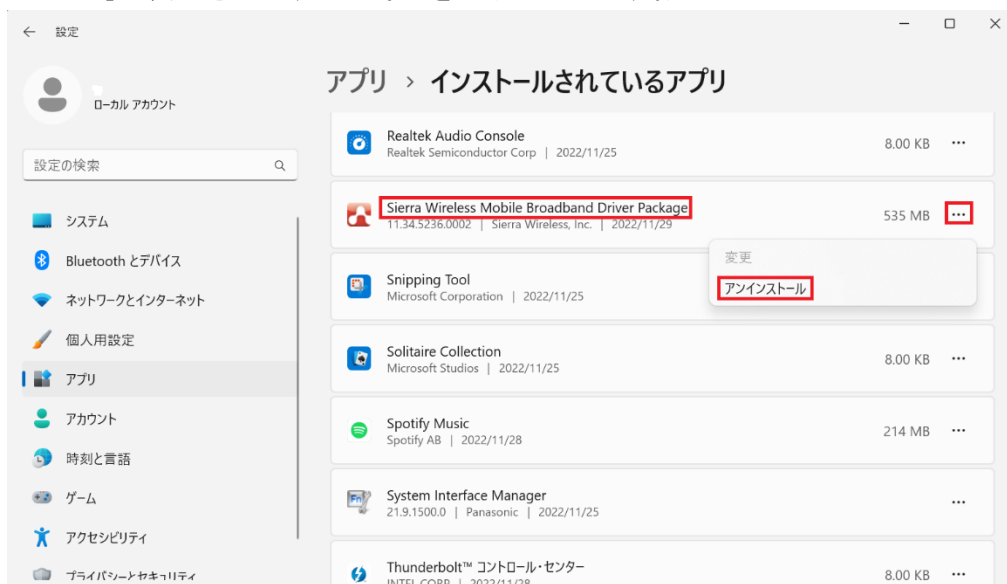 設定
ローカル アカウント
設定の検索
システム
Bluetooth とデバイス
ネットワークとインターネット
個人用設定
アプリ
アカウント
時刻と言語
ゲーム
アクセシビリティ
プライバシーとセキュリティ
アプリ › インストールされているアプリ
Realtek Audio Console
8.00 KB
Realtek Semiconductor Corp | 2022/11/25
Sierra Wireless Mobile Broadband Driver Package
535 MB
11.34.5236.0002 | Sierra Wireless, Inc. | 2022/11/29
変更
アンインストール
Snipping Tool
Microsoft Corporation | 2022/11/25
Solitaire Collection
8.00 KB
Microsoft Studios | 2022/11/25
Spotify Music
214 MB
Spotify AB | 2022/11/28
System Interface Manager
21.9.1500.0 | Panasonic | 2022/11/25
Thunderbolt™ コントロール・センター
8.00 KB
INTEL CORP | 2022/11/28